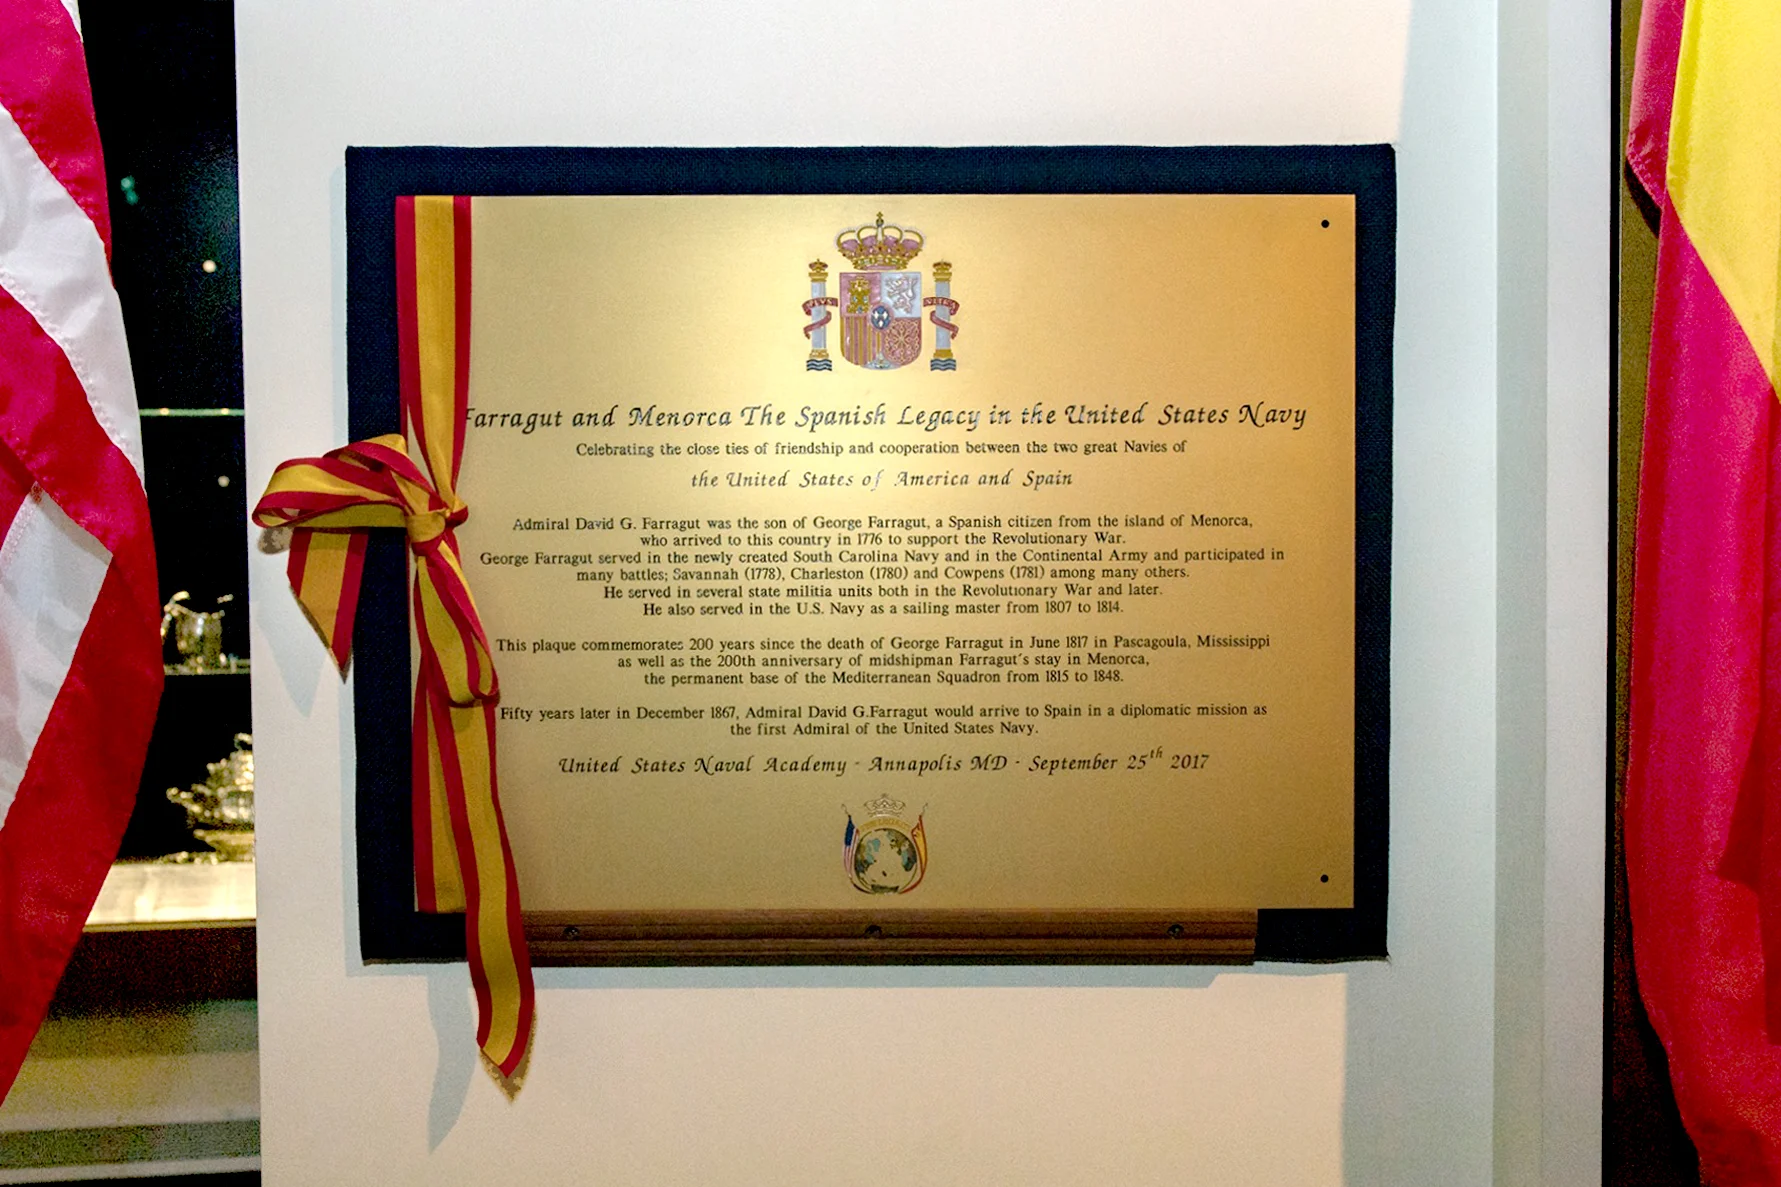 PLVS VLTRA
Farragut and Menorca The Spanish Legacy in the United States Navy
Celebrating the close ties of friendship and cooperation between the two great Navies of
the United States of America and Spain
Admiral David G. Farragut was the son of George Farragut, a Spanish citizen from the island of Menorca,
who arrived to this country in 1776 to support the Revolutionary War.
George Farragut served in the newly created South Carolina Navy and in the Continental Army and participated in
many battles; Savannah (1778), Charleston (1780) and Cowpens (1781) among many others.
He served in several state militia units both in the Revolutionary War and later.
He also served in the U.S. Navy as a sailing master from 1807 to 1814.
This plaque commemorates 200 years since the death of George Farragut in June 1817 in Pascagoula, Mississippi
as well as the 200th anniversary of midshipman Farragut´s stay in Menorca,
the permanent base of the Mediterranean Squadron from 1815 to 1848.
Fifty years later in December 1867, Admiral David G.Farragut would arrive to Spain in a diplomatic mission as
the first Admiral of the United States Navy.
United States Naval Academy - Annapolis MD - September 25th 2017